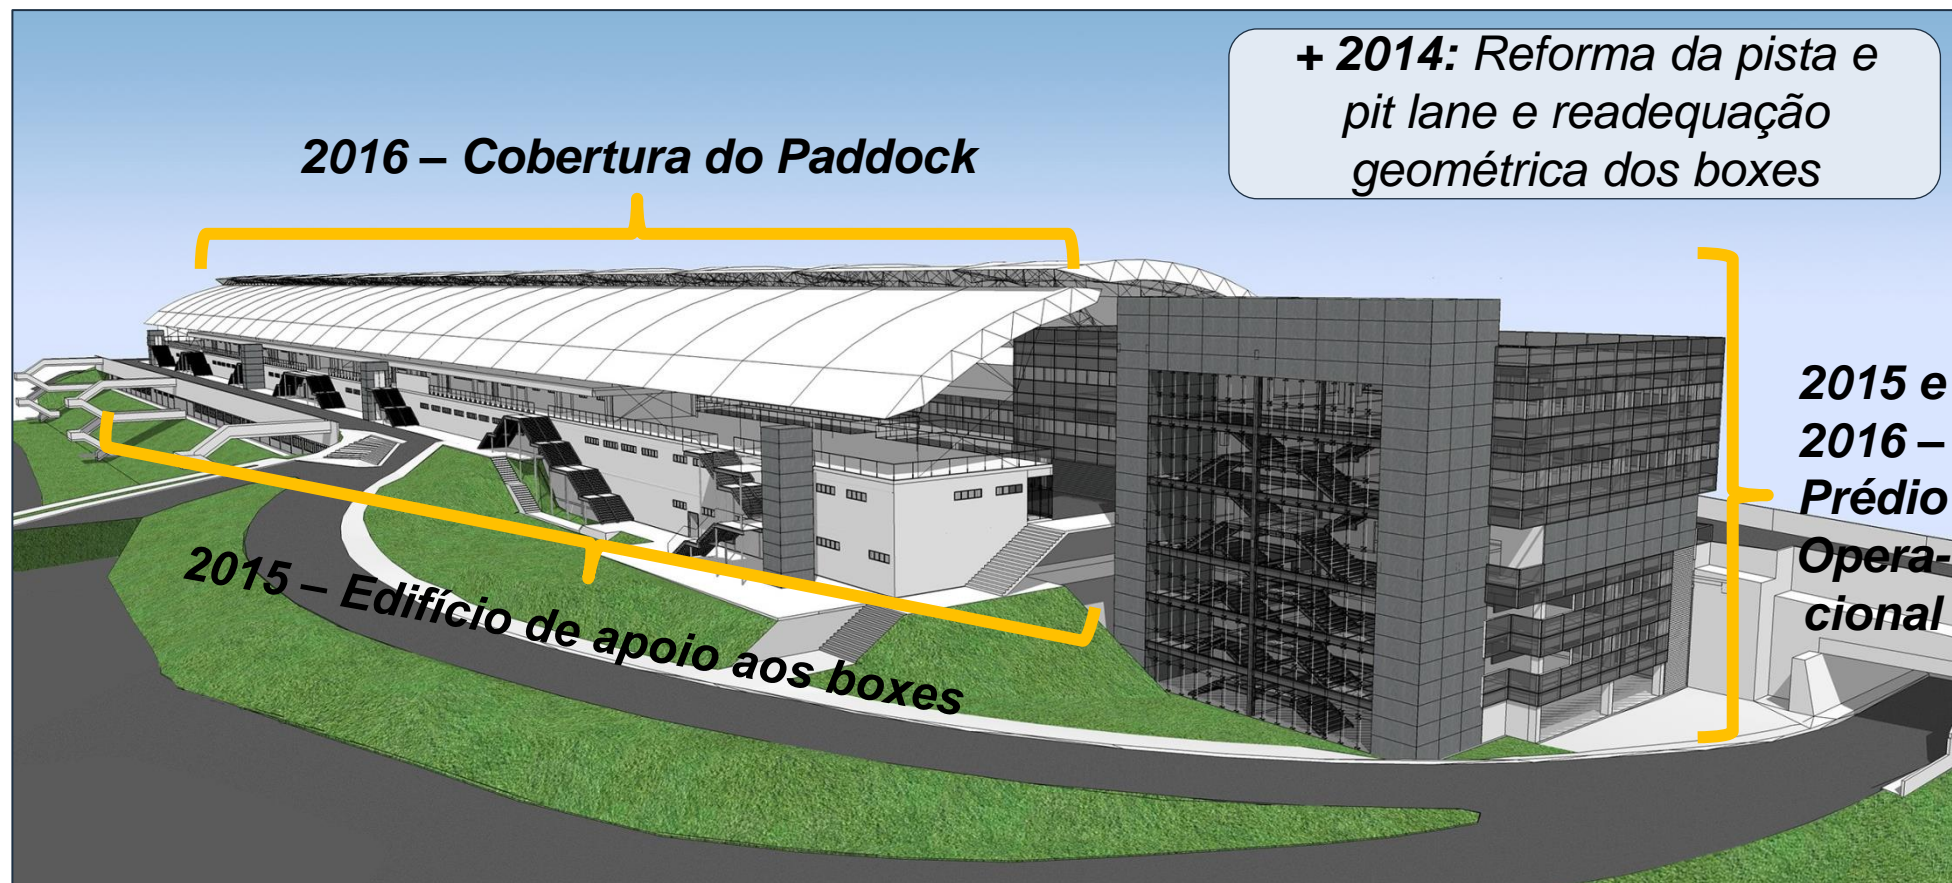 + 2014: Reforma da pista e
pit lane e readequação
geométrica dos boxes
2016 – Cobertura do Paddock
2015 e
2016 –
Prédio
Opera-
cional
2015 – Edifício de apoio aos boxes